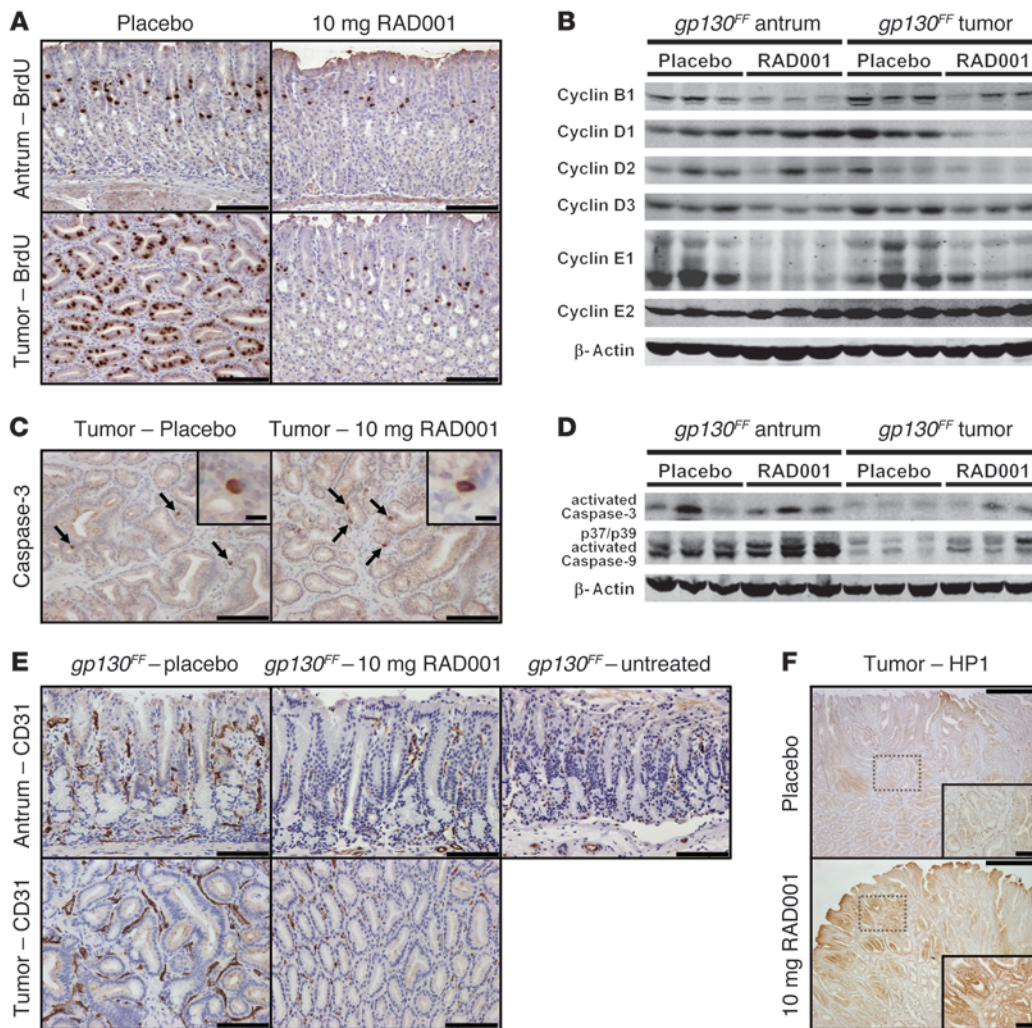 A
Placebo
10 mg RAD001
Antrum – BrdU
Tumor – BrdU
B
gp130FF antrum
gp130FF tumor
Placebo
RAD001
Placebo
RAD001
Cyclin B1
Cyclin D1
Cyclin D2
Cyclin D3
Cyclin E1
Cyclin E2
β- Actin
C
Tumor – Placebo
Tumor – 10 mg RAD001
Caspase-3
D
gp130FF antrum
gp130FF tumor
Placebo
RAD001
Placebo
RAD001
activated
Caspase-3
p37/p39
activated
Caspase-9
β- Actin
E
gp130FF – placebo
gp130FF – 10 mg RAD001
gp130FF – untreated
Antrum – CD31
Tumor – CD31
F
Tumor – HP1
Placebo
10 mg RAD001